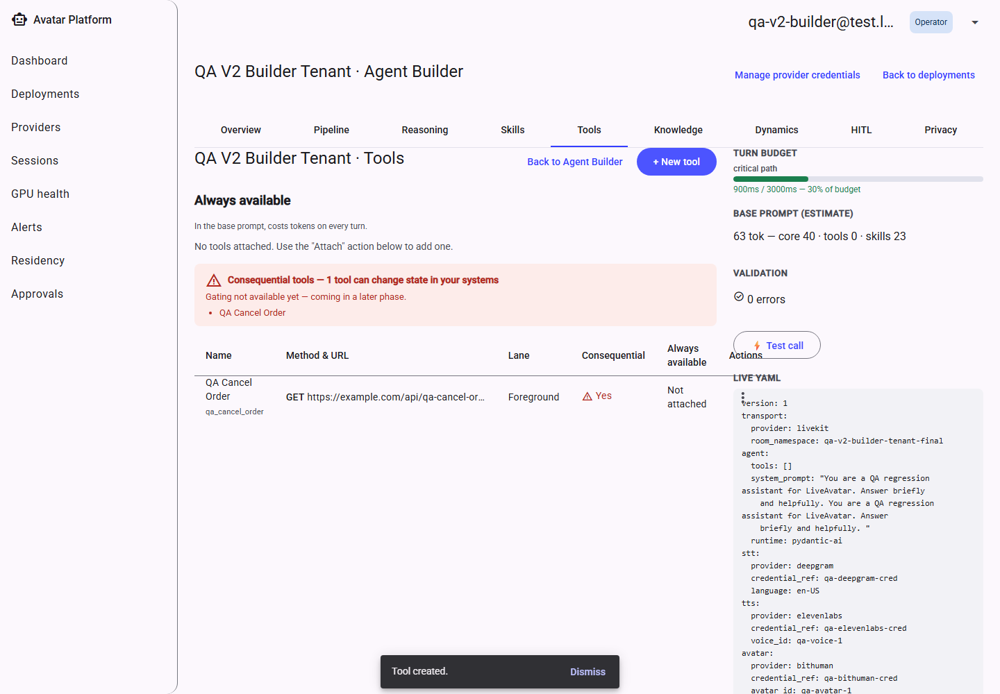 Avatar Platform
Dashboard
Deployments
Providers
Sessions
GPU health
Alerts
Residency
Approvals
qa-v2-builder@test.l...
Operator
QA V2 Builder Tenant · Agent Builder
Manage provider credentials
Back to deployments
Overview
Pipeline
Reasoning
Skills
Tools
Knowledge
Dynamics
HITL
Privacy
QA V2 Builder Tenant · Tools
Back to Agent Builder
+ New tool
Always available
In the base prompt, costs tokens on every turn.
No tools attached. Use the "Attach" action below to add one.
Consequential tools — 1 tool can change state in your systems
Gating not available yet — coming in a later phase.
• QA Cancel Order
Name
Method & URL
Lane
Consequential
Always
available
Actions
QA Cancel
Order
qa_cancel_order
GET https://example.com/api/qa-cancel-or...
Foreground
Yes
Not
attached
TURN BUDGET
critical path
900ms / 3000ms — 30% of budget
BASE PROMPT (ESTIMATE)
63 tok — core 40 · tools 0 · skills 23
VALIDATION
0 errors
Test call
LIVE YAML
version: 1
transport:
  provider: livekit
  room_namespace: qa-v2-builder-tenant-final
agent:
  tools: []
  system_prompt: "You are a QA regression
assistant for LiveAvatar. Answer briefly
    and helpfully. You are a QA regression
assistant for LiveAvatar. Answer
    briefly and helpfully. "
  runtime: pydantic-ai
stt:
  provider: deepgram
  credential_ref: qa-deepgram-cred
  language: en-US
tts:
  provider: elevenlabs
  credential_ref: qa-elevenlabs-cred
  voice_id: qa-voice-1
avatar:
  provider: bithuman
  credential_ref: qa-bithuman-cred
  avatar_id: qa-avatar-1
Tool created.
Dismiss